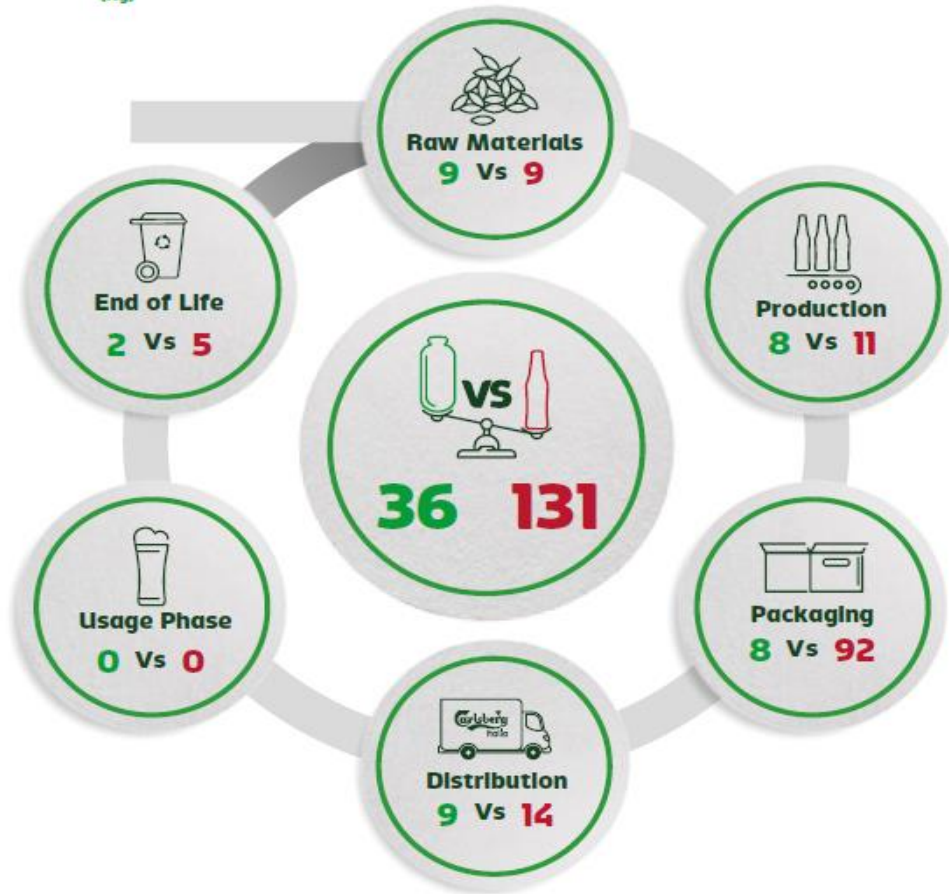 Raw Materials
9 Vs 9
End of Life
2 Vs 5
Production
8 Vs 11
VS
36 131
Usage Phase
0 Vs 0
Packaging
8 Vs 92
Carlsberg
Italia
Distribution
9 Vs 14